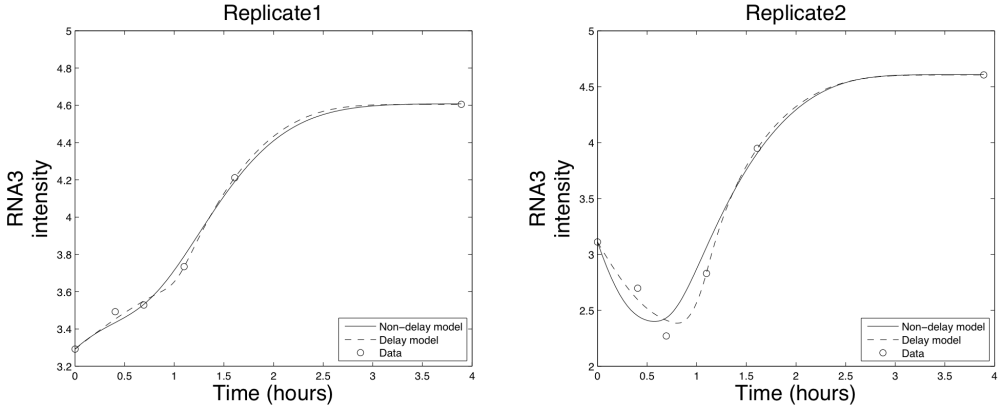 Replicate1
5
4.8
4.6
4.4
4.2
4
3.8
3.6
3.4
3.2
RNA3
intensity
0
0.5
1
1.5
2
2.5
3
3.5
4
Time (hours)
Non-delay model
Delay model
Data
Replicate2
5
4.5
4
3.5
3
2.5
2
RNA3
intensity
0
0.5
1
1.5
2
2.5
3
3.5
4
Time (hours)
Non-delay model
Delay model
Data